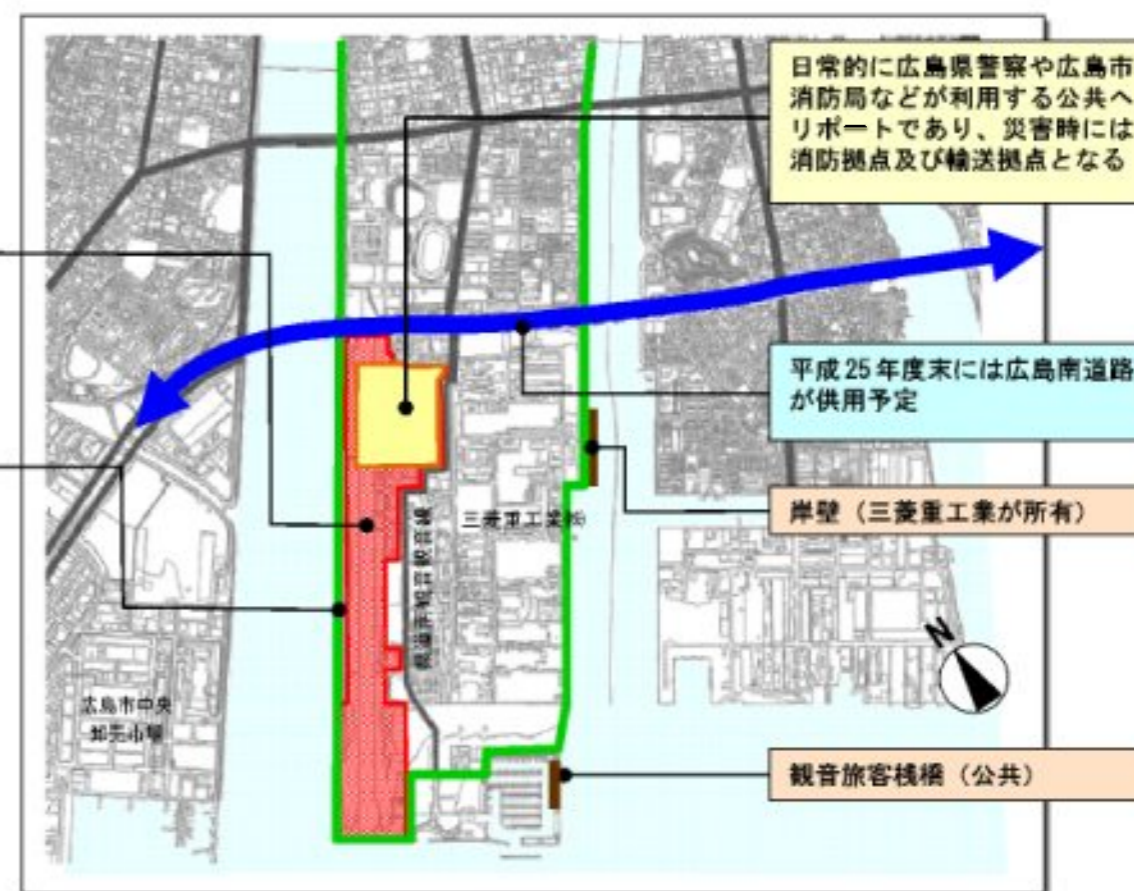 日常的に広島県警察や広島市
消防局などが利用する公共ヘ
リポートであり、災害時には
消防拠点及び輸送拠点となる
平成25年度末には広島南道路
が供用予定
三菱重工業㈱
岸壁（三菱重工業が所有）
N
広島市中央
卸売市場
観音旅客桟橋（公共）